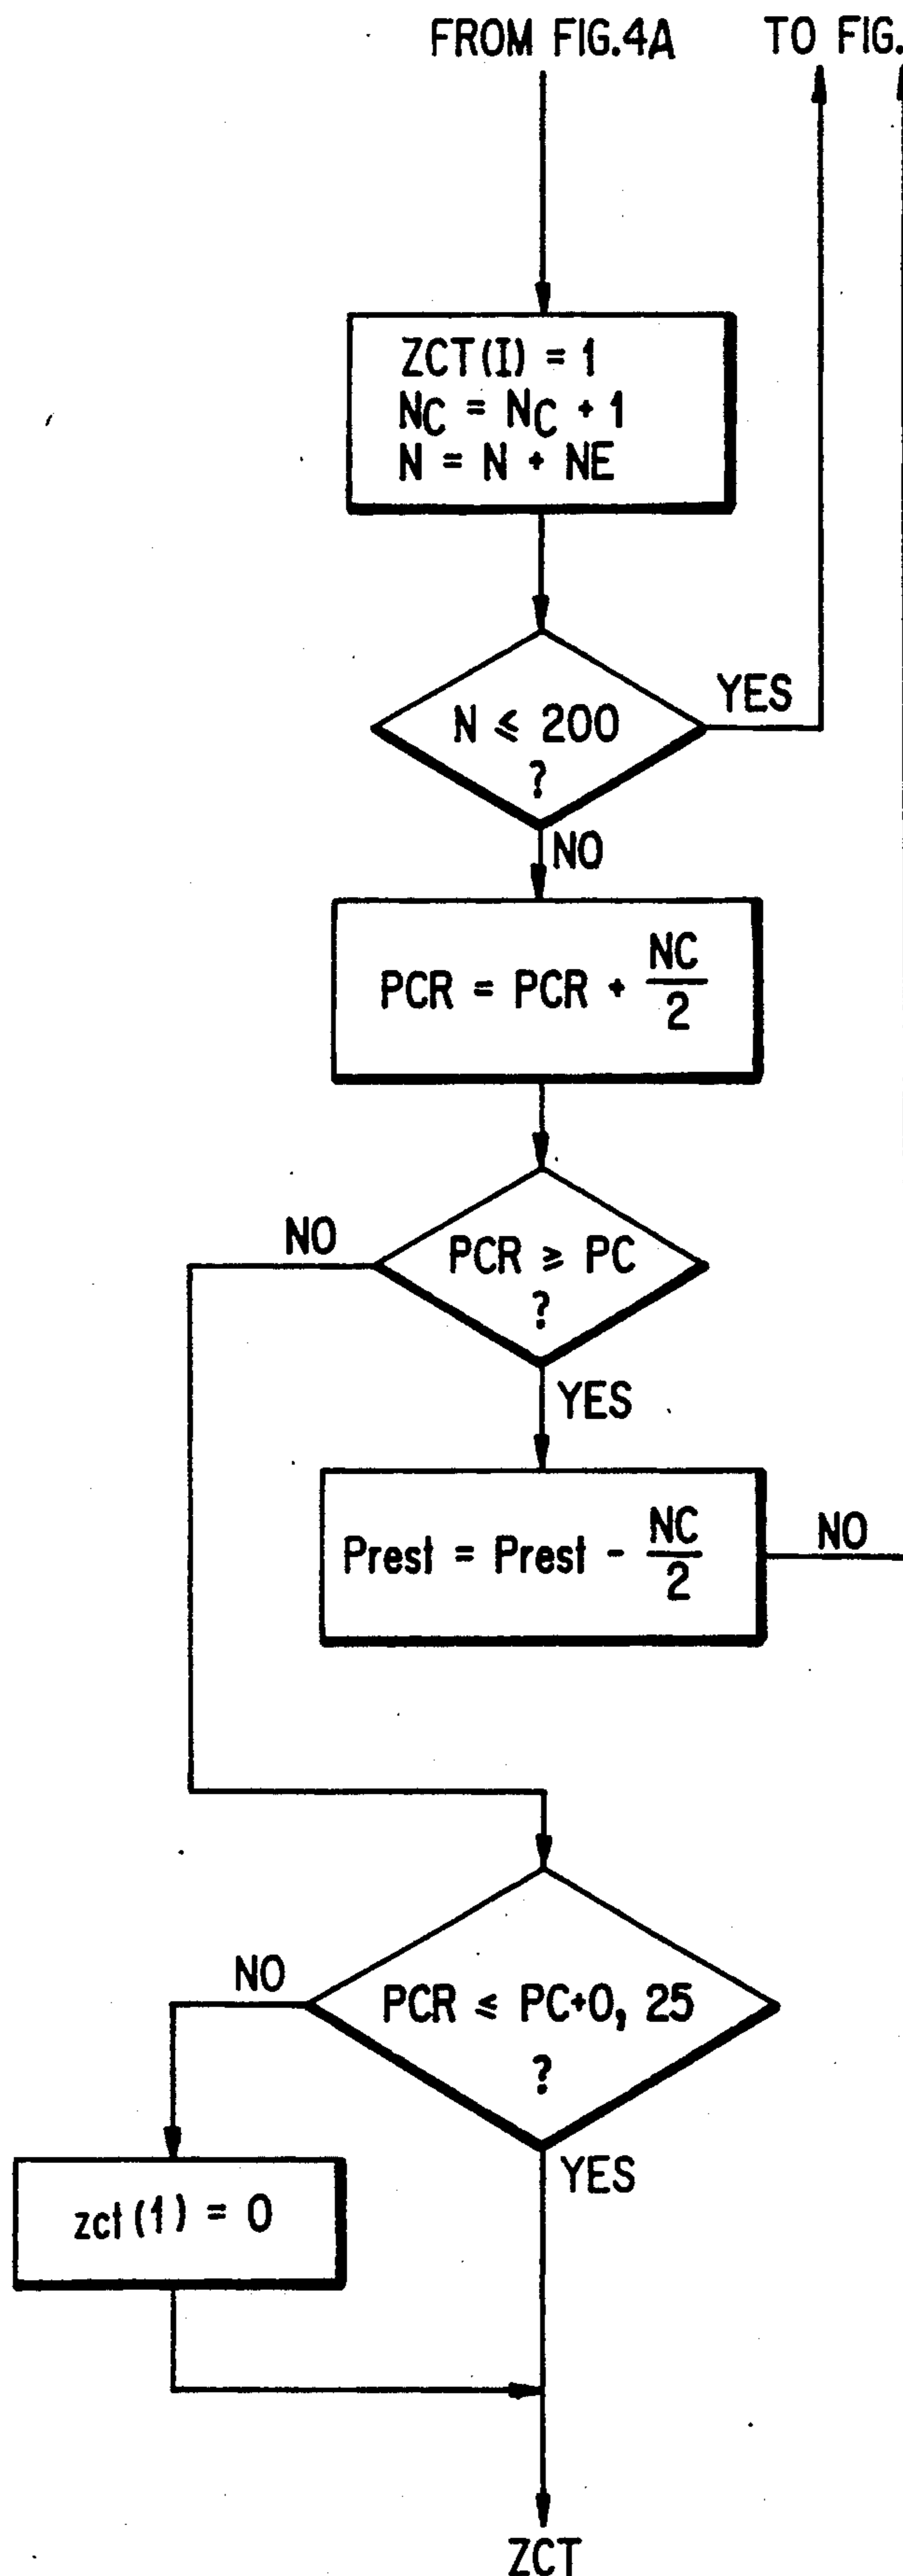 FROM FIG.4A
TO FIG.
ZCT(I) = 1
NC = NC + 1
N = N + NE
N ≤ 200
?
YES
NO
PCR = PCR + NC/2
NO
PCR ≥ PC
?
YES
Prest = Prest - NC/2
NO
PCR ≤ PC+0, 25
?
NO
YES
zct(1) = 0
ZCT